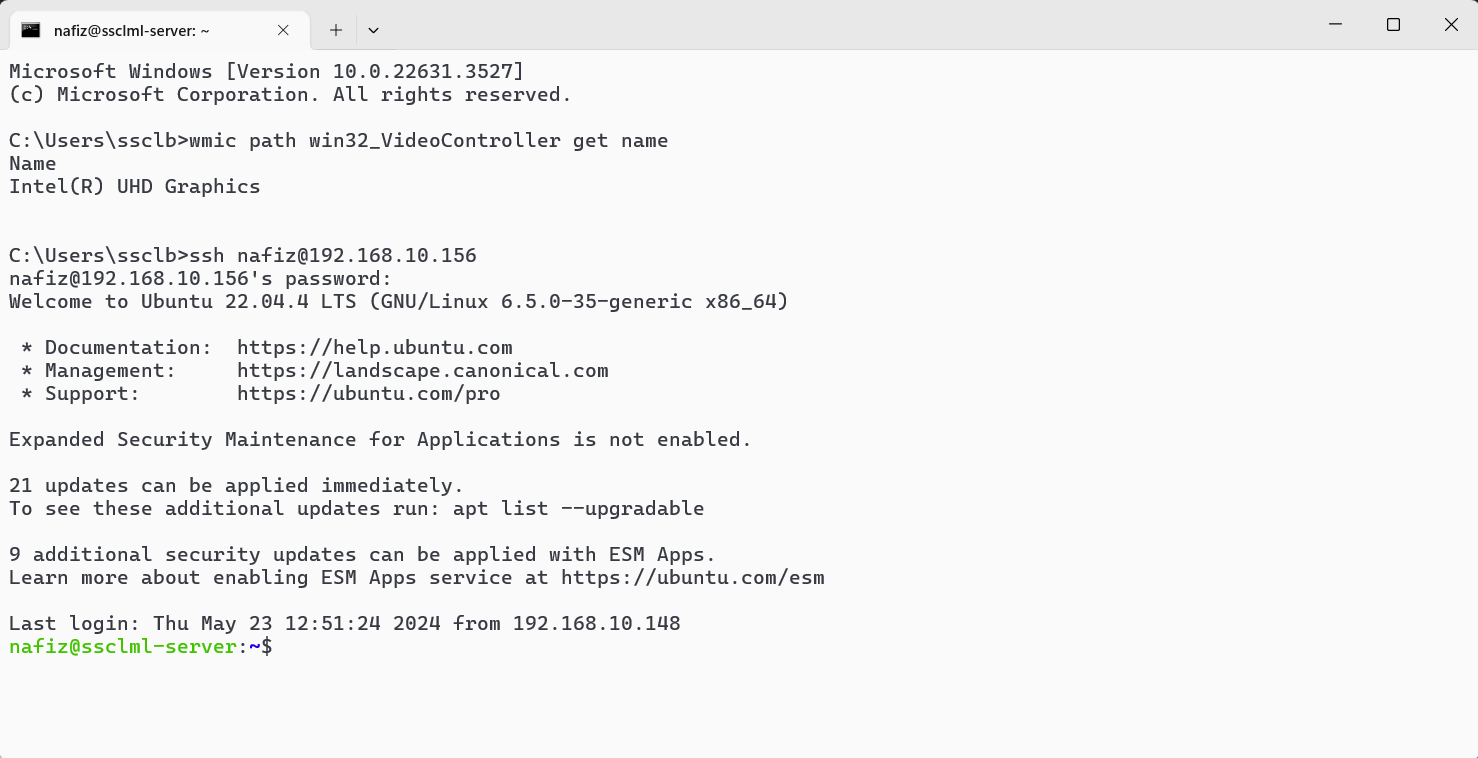 nafiz@ssclml-server: ~
Microsoft Windows [Version 10.0.22631.3527]
(c) Microsoft Corporation. All rights reserved.
C:\Users\ssclb>wmic path win32_VideoController get name
Name
Intel(R) UHD Graphics
C:\Users\ssclb>ssh nafiz@192.168.10.156
nafiz@192.168.10.156's password:
Welcome to Ubuntu 22.04.4 LTS (GNU/Linux 6.5.0-35-generic x86_64)
* Documentation:  https://help.ubuntu.com
* Management:     https://landscape.canonical.com
* Support:        https://ubuntu.com/pro
Expanded Security Maintenance for Applications is not enabled.
21 updates can be applied immediately.
To see these additional updates run: apt list --upgradable
9 additional security updates can be applied with ESM Apps.
Learn more about enabling ESM Apps service at https://ubuntu.com/esm
Last login: Thu May 23 12:51:24 2024 from 192.168.10.148
nafiz@ssclml-server:~$